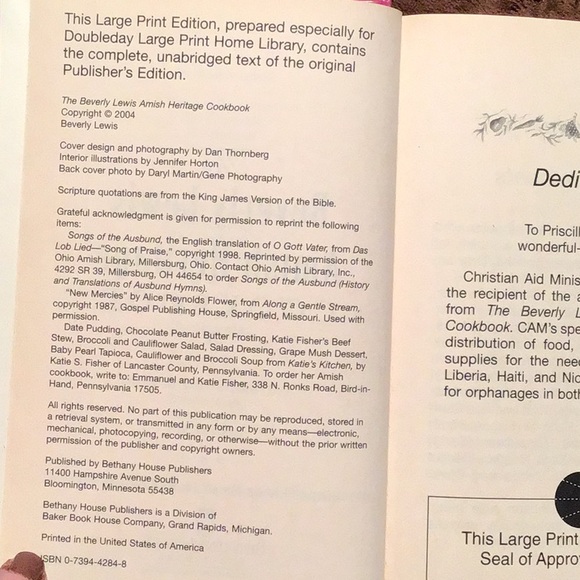 This Large Print Edition, prepared especially for
Doubleday Large Print Home Library, contains
the complete, unabridged text of the original
Publisher's Edition.
The Beverly Lewis Amish Heritage Cookbook
Copyright © 2004
Beverly Lewis
Cover design and photography by Dan Thornberg
Interior illustrations by Jennifer Horton
Back cover photo by Daryl Martin/Gene Photography
Scripture quotations are from the King James Version of the Bible.
Grateful acknowledgment is given for permission to reprint the following
items:
Songs of the Ausbund, the English translation of O Gott Vater, from Das
Lob Lied—"Song of Praise," copyright 1998. Reprinted by permission of the
Ohio Amish Library, Millersburg, Ohio. Contact Ohio Amish Library, Inc.,
4292 SR 39, Millersburg, OH 44654 to order Songs of the Ausbund (History
and Translations of Ausbund Hymns).
"New Mercies" by Alice Reynolds Flower, from Along a Gentle Stream,
copyright 1987, Gospel Publishing House, Springfield, Missouri. Used with
permission.
Date Pudding, Chocolate Peanut Butter Frosting, Katie Fisher's Beef
Stew, Broccoli and Cauliflower Salad, Salad Dressing, Grape Mush Dessert,
Baby Pearl Tapioca, Cauliflower and Broccoli Soup from Katie's Kitchen, by
Katie S. Fisher of Lancaster County, Pennsylvania. To order her Amish
cookbook, write to: Emmanuel and Katie Fisher, 338 N. Ronks Road, Bird-in-
Hand, Pennsylvania 17505.
All rights reserved. No part of this publication may be reproduced, stored in
a retrieval system, or transmitted in any form or by any means—electronic,
mechanical, photocopying, recording, or otherwise—without the prior written
permission of the publisher and copyright owners.
Published by Bethany House Publishers
11400 Hampshire Avenue South
Bloomington, Minnesota 55438
Bethany House Publishers is a Division of
Baker Book House Company, Grand Rapids, Michigan.
Printed in the United States of America
ISBN 0-7394-4284-8
Dedi
To Priscill
wonderful-
Christian Aid Minis
the recipient of the a
from The Beverly L
Cookbook. CAM's spe
distribution of food,
supplies for the need
Liberia, Haiti, and Nic
for orphanages in both
This Large Print
Seal of Appro